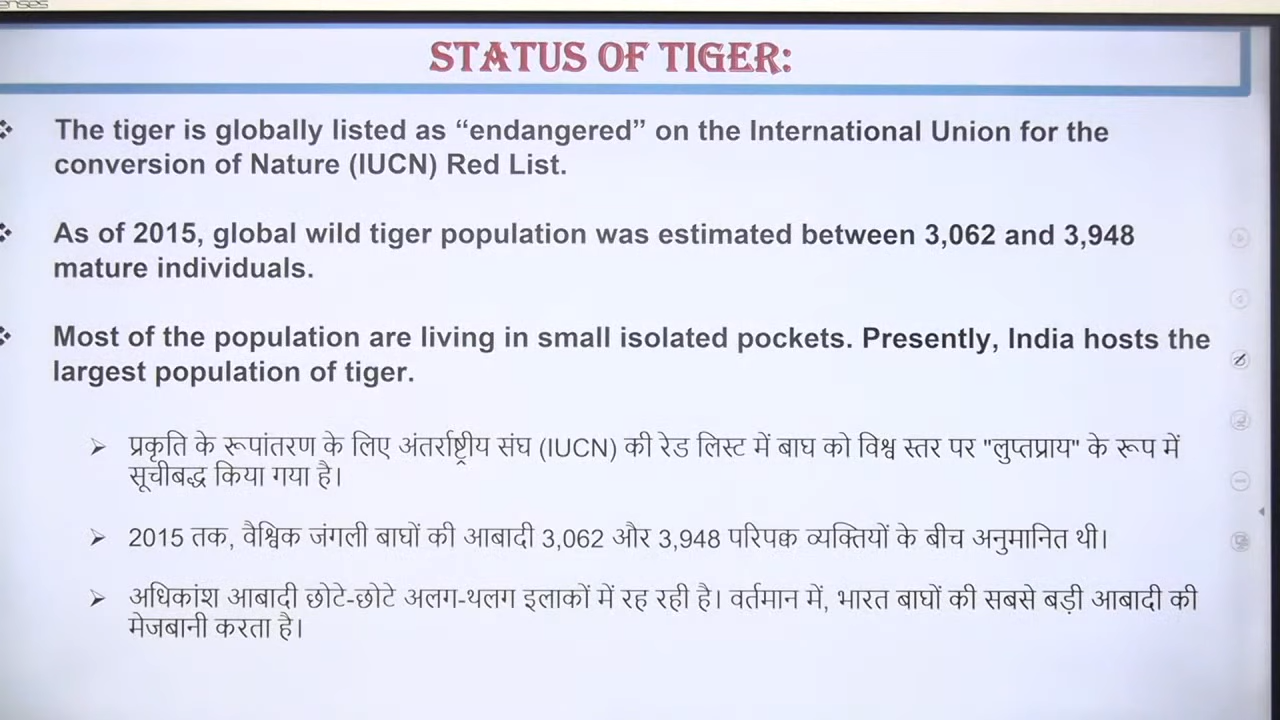 STATUS OF TIGER:
The tiger is globally listed as “endangered” on the International Union for the
conversion of Nature (IUCN) Red List.
As of 2015, global wild tiger population was estimated between 3,062 and 3,948
mature individuals.
Most of the population are living in small isolated pockets. Presently, India hosts the
largest population of tiger.
प्रकृति के रूपांतरण के लिए अंतर्राष्ट्रीय संघ (IUCN) की रेड लिस्ट में बाघ को विश्व स्तर पर "लुप्तप्राय" के रूप में
सूचीबद्ध किया गया है।
2015 तक, वैश्विक जंगली बाघों की आबादी 3,062 और 3,948 परिपक्व व्यक्तियों के बीच अनुमानित थी।
अधिकांश आबादी छोटे-छोटे अलग-थलग इलाकों में रह रही है। वर्तमान में, भारत बाघों की सबसे बड़ी आबादी की
मेजबानी करता है।